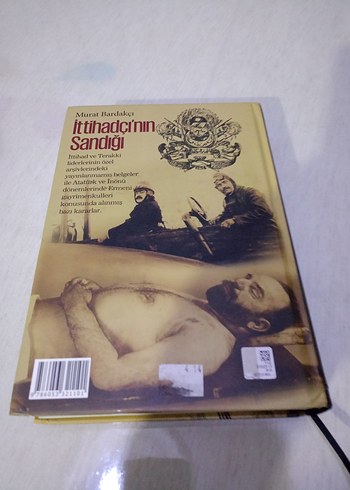 Murat Bardakçı
İttihadçı'nın
Sandığı
İttihad ve Terakki
liderlerinin özel
arşivlerindeki
yayınlanmamış belgeler
ile Atatürk ve İnönü
dönemlerinde Ermeni
gayrimenkulleri
konusunda alınmış
bazı kararlar.